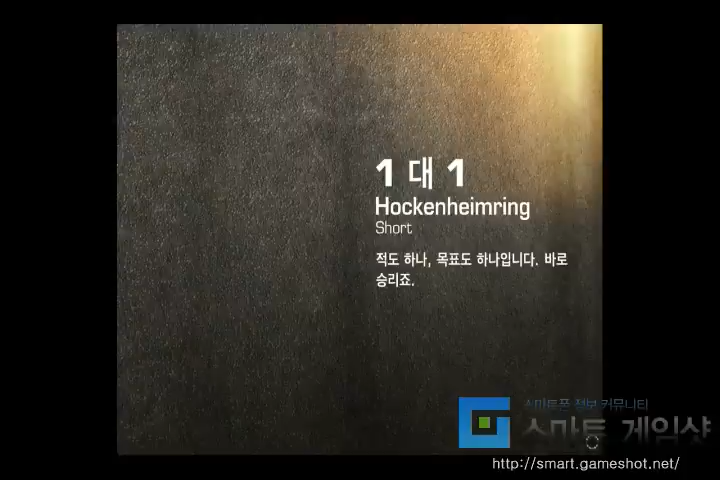 1 대 1
Hockenheimring
Short
적도 하나, 목표도 하나입니다. 바로
승리죠.
스마트폰 정보 커뮤니티
스마트 게임샷
http://smart.gameshot.net/